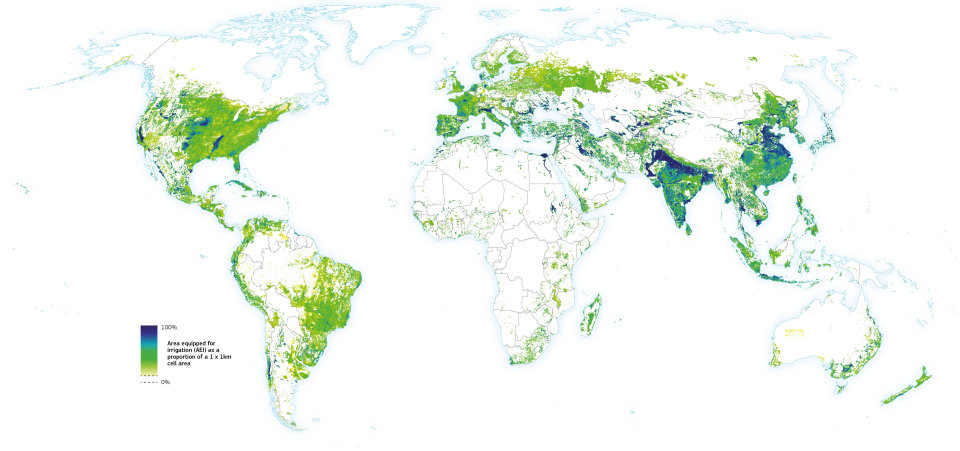 100%
Area equipped for
irrigation (AEI) as a
proportion of a 1 x 1km
cell area
0%